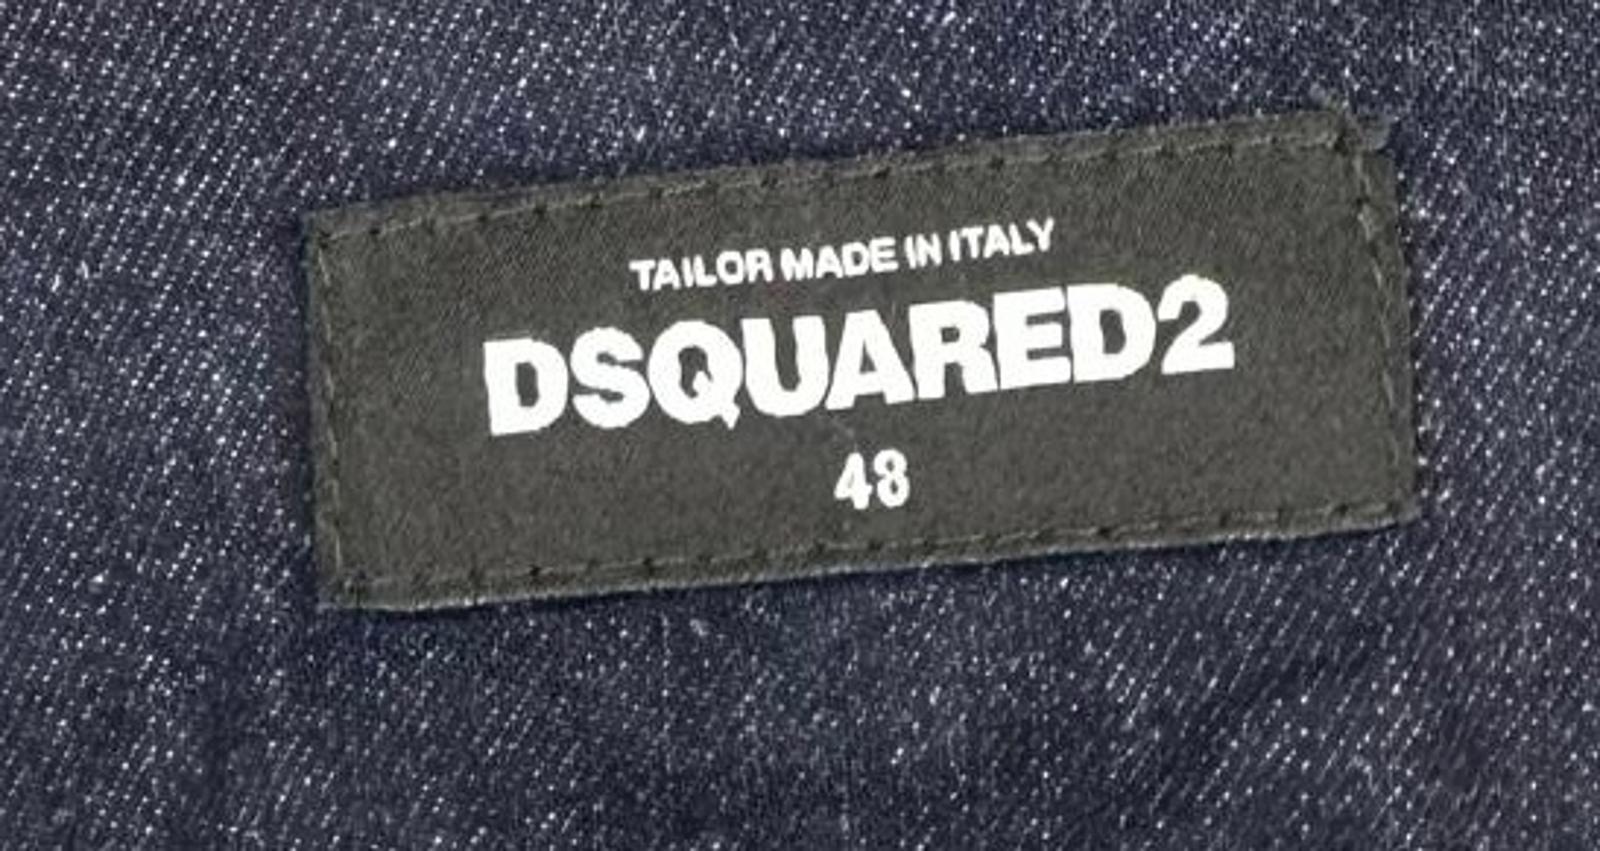 TAILOR MADE IN ITALY
DSQUARED2
48